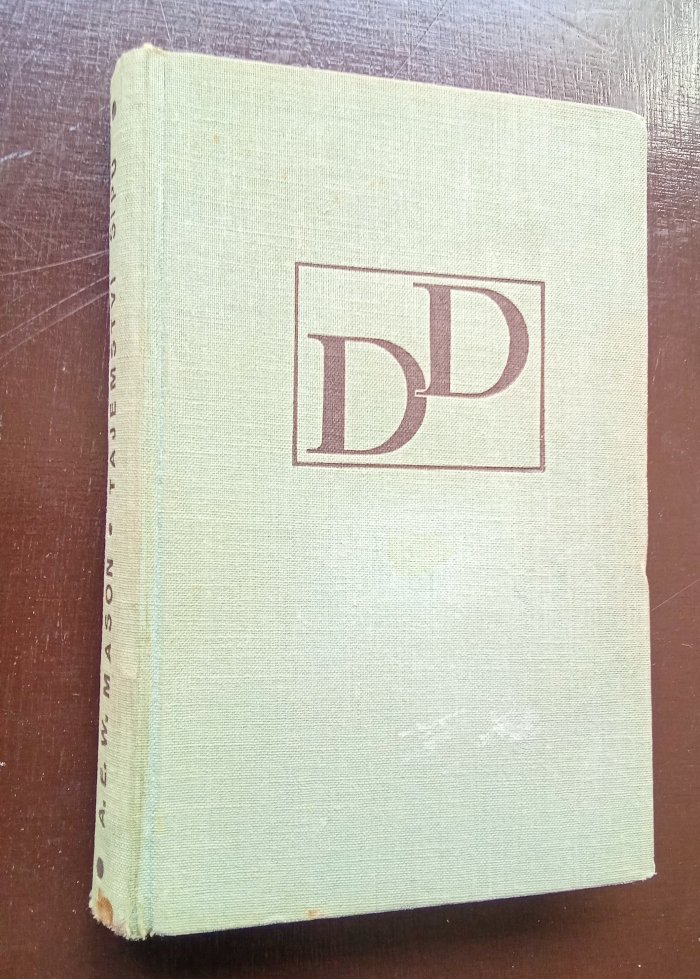 • A. E. W. MASON • TAJEMSTVÍ ŠÍPU •
DD